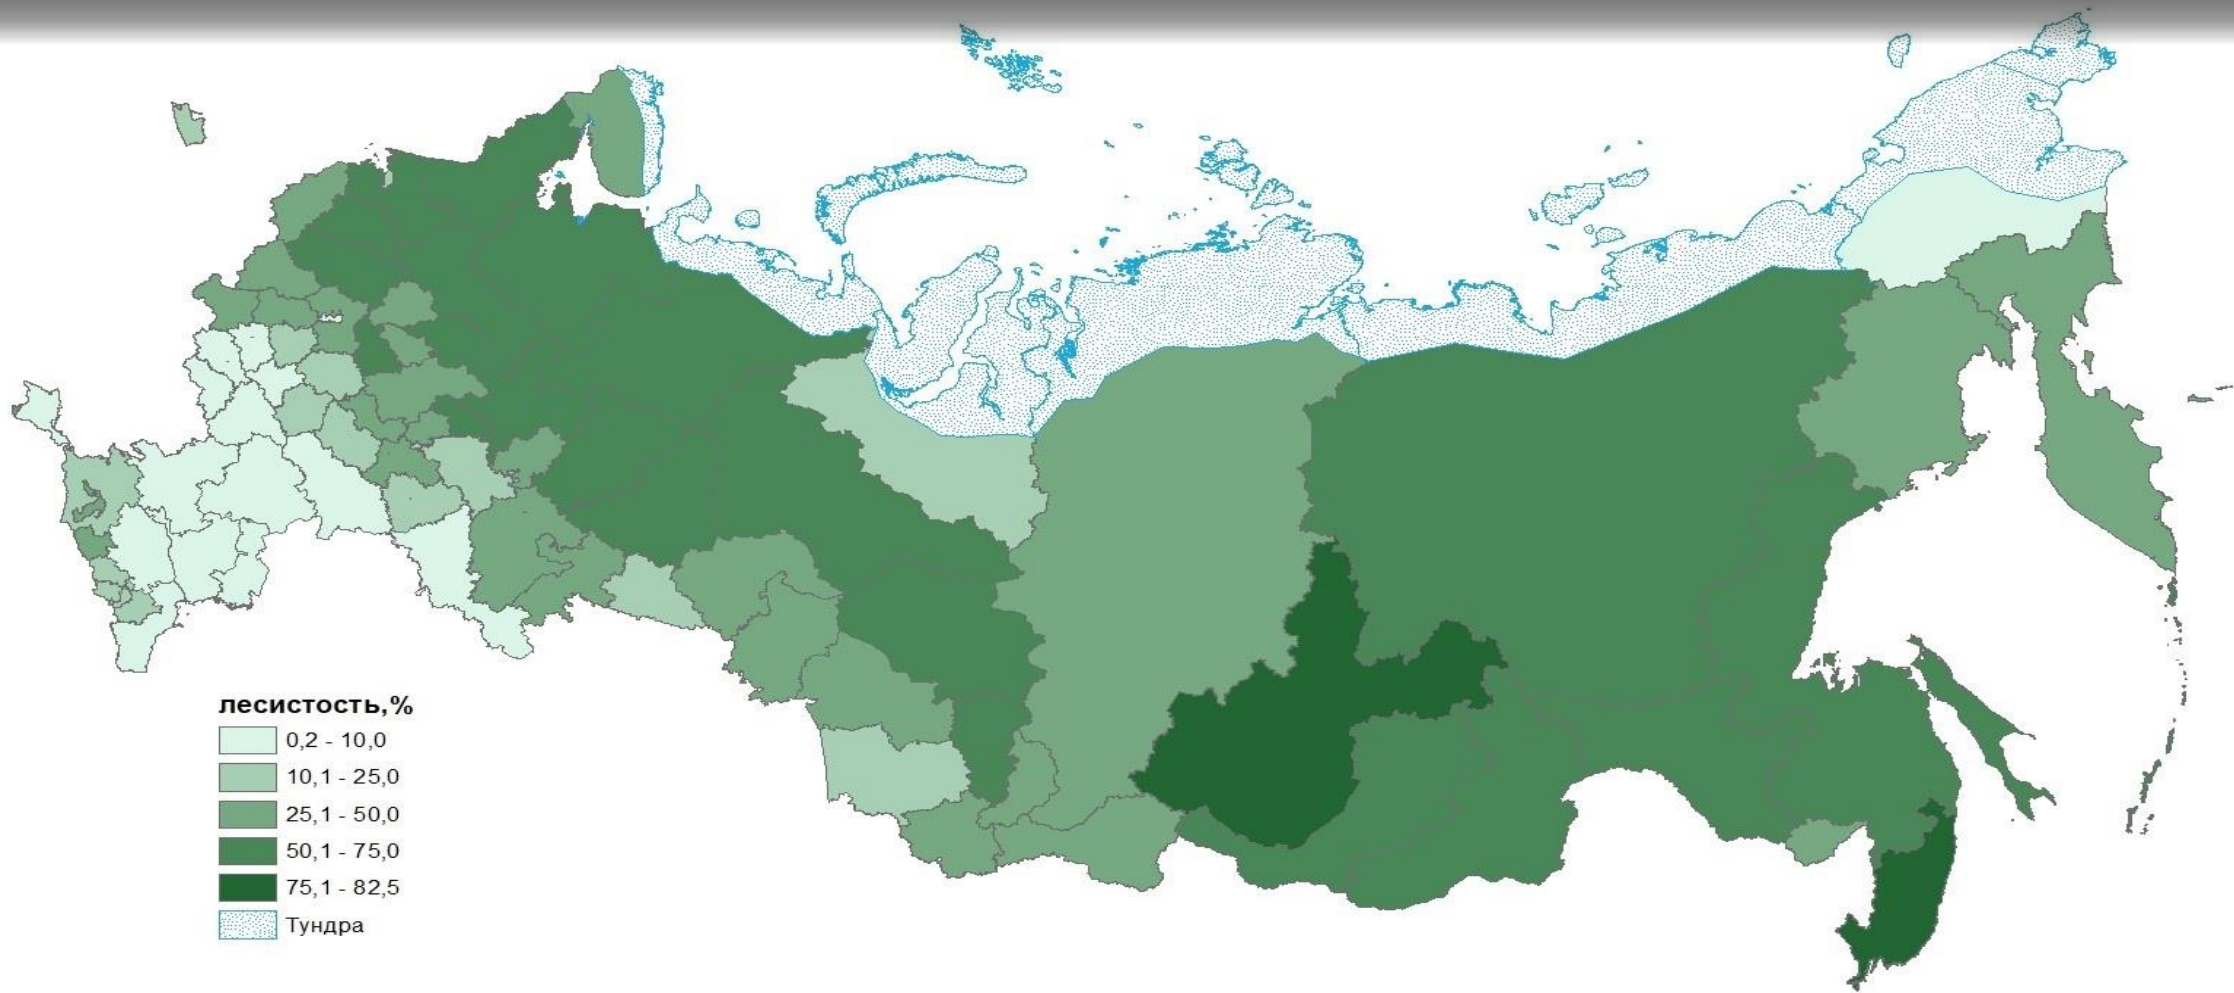 лесистость,%
0,2 - 10,0
10,1 - 25,0
25,1 - 50,0
50,1 - 75,0
75,1 - 82,5
Тундра